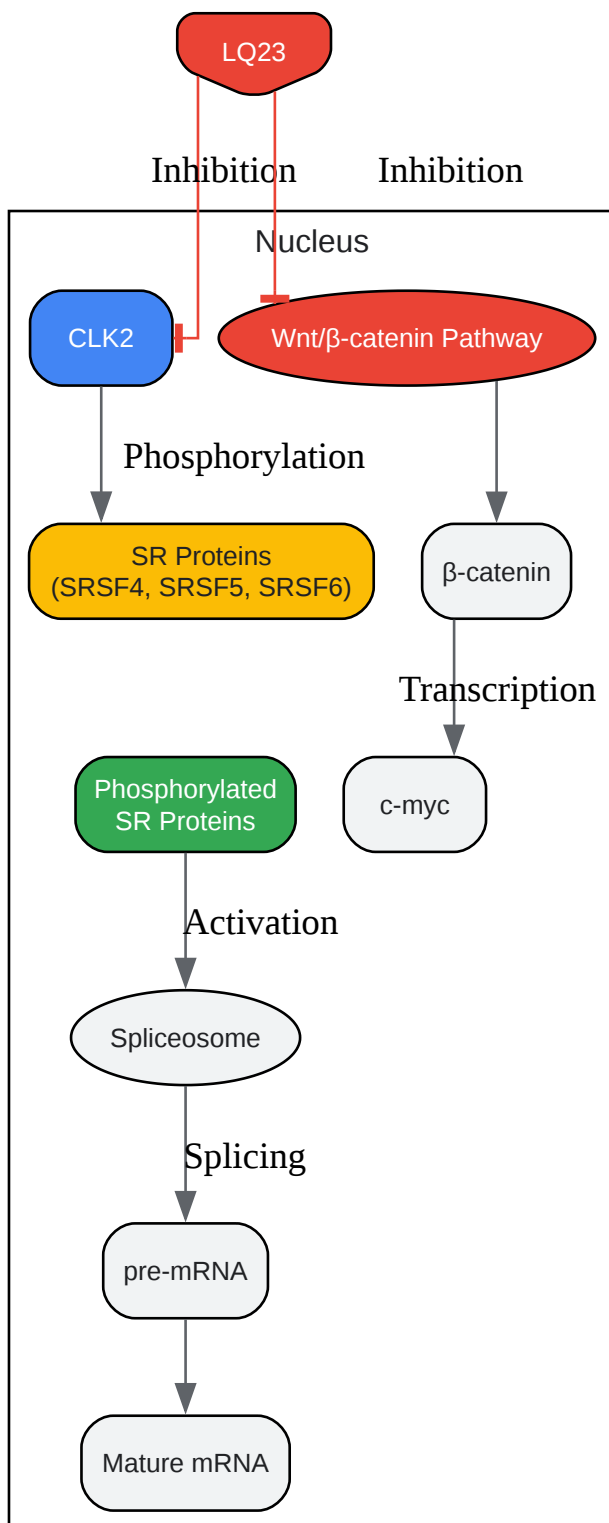 LQ23
Inhibition
Inhibition
Nucleus
CLK2
Wnt/β-catenin Pathway
Phosphorylation
SR Proteins
(SRSF4, SRSF5, SRSF6)
β-catenin
Transcription
Phosphorylated
SR Proteins
c-myc
Activation
Spliceosome
Splicing
pre-mRNA
Mature mRNA